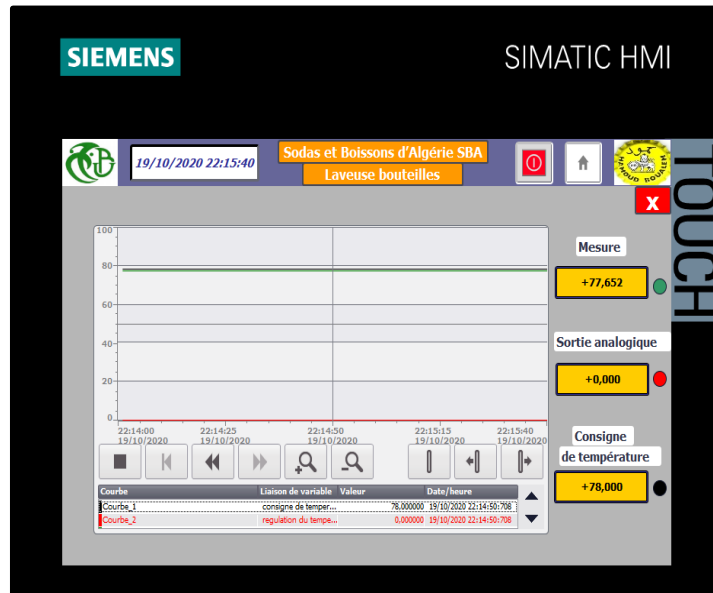 SIEMENS
SIMATIC HMI
TOUCH
19/10/2020 22:15:40
Sodas et Boissons d'Algérie SBA
Laveuse bouteilles
X
100
80
60
40
20
0
22:14:00 22:14:25 22:14:50 22:15:15 22:15:40
19/10/2020 19/10/2020 19/10/2020 19/10/2020 19/10/2020
Mesure
+77,652
Sortie analogique
+0,000
Consigne
de température
+78,000
Courbe Liaison de variable Valeur Date/heure
Courbe_1 consigne de temper... 78,000000 19/10/2020 22:14:50:708
Courbe_2 regulation du tempe... 0,000000 19/10/2020 22:14:50:708